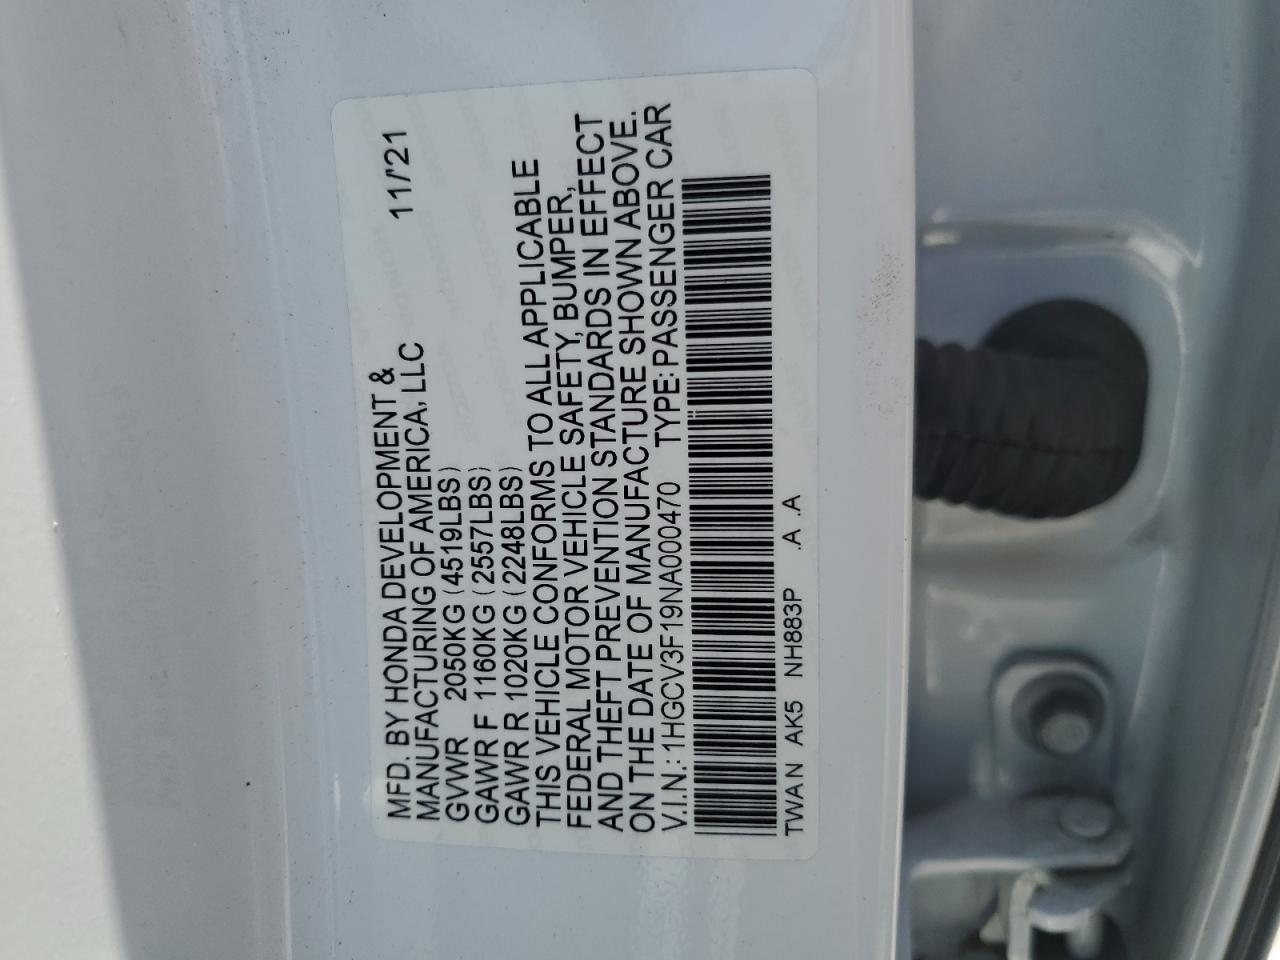 MFD. BY HONDA DEVELOPMENT &
MANUFACTURING OF AMERICA, LLC 11/21
GVWR 2050KG (4519LBS)
GAWR F 1160KG (2557LBS)
GAWR R 1020KG (2248LBS)
THIS VEHICLE CONFORMS TO ALL APPLICABLE
FEDERAL MOTOR VEHICLE SAFETY, BUMPER,
AND THEFT PREVENTION STANDARDS IN EFFECT
ON THE DATE OF MANUFACTURE SHOWN ABOVE.
V.I.N.: 1HGCV3F19NA000470 TYPE: PASSENGER CAR
TWAN AK5 NH883P .A .A